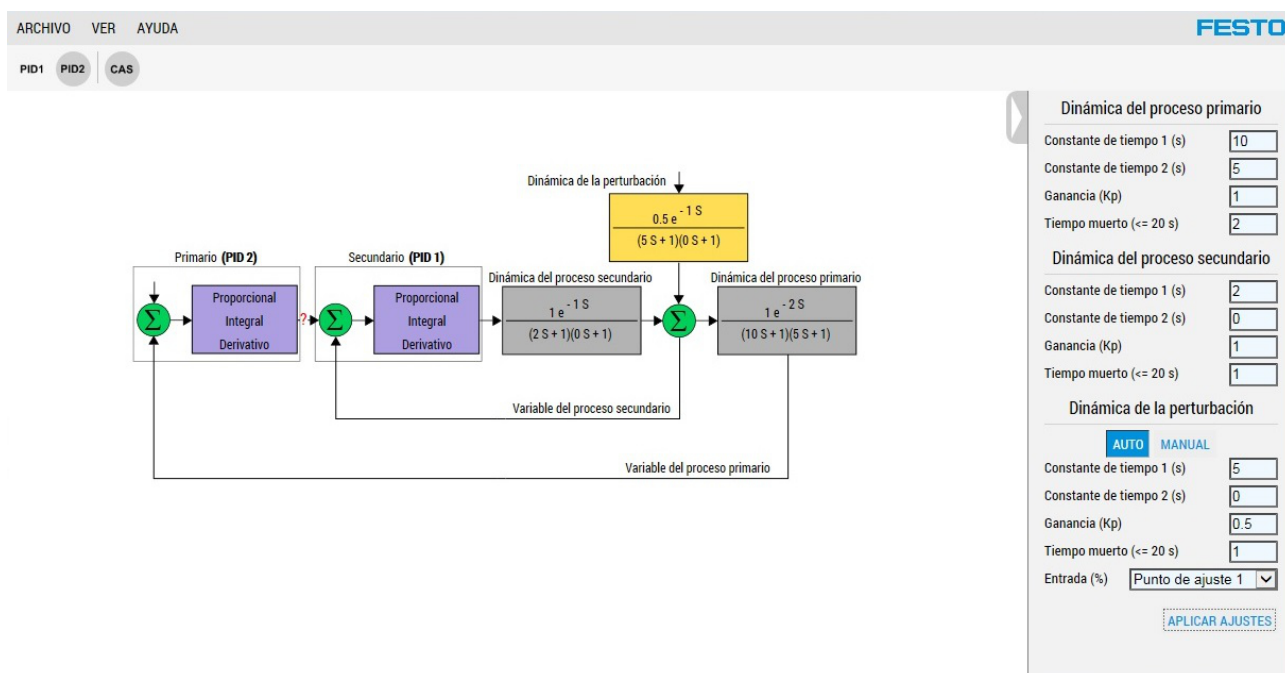 ARCHIVO VER AYUDA FESTO
PID1 PID2 CAS
Dinámica de la perturbación
0.5 e - 1 S
(5 S + 1)(0 S + 1)
Primario (PID 2)
Secundario (PID 1)
Dinámica del proceso secundario
Dinámica del proceso primario
Σ
Proporcional
Integral
Derivativo
?
Σ
Proporcional
Integral
Derivativo
1 e - 1 S
(2 S + 1)(0 S + 1)
Σ
1 e - 2 S
(10 S + 1)(5 S + 1)
Variable del proceso secundario
Variable del proceso primario
Dinámica del proceso primario
Constante de tiempo 1 (s) 10
Constante de tiempo 2 (s) 5
Ganancia (Kp) 1
Tiempo muerto (<= 20 s) 2
Dinámica del proceso secundario
Constante de tiempo 1 (s) 2
Constante de tiempo 2 (s) 0
Ganancia (Kp) 1
Tiempo muerto (<= 20 s) 1
Dinámica de la perturbación
AUTO MANUAL
Constante de tiempo 1 (s) 5
Constante de tiempo 2 (s) 0
Ganancia (Kp) 0.5
Tiempo muerto (<= 20 s) 1
Entrada (%) Punto de ajuste 1
APLICAR AJUSTES